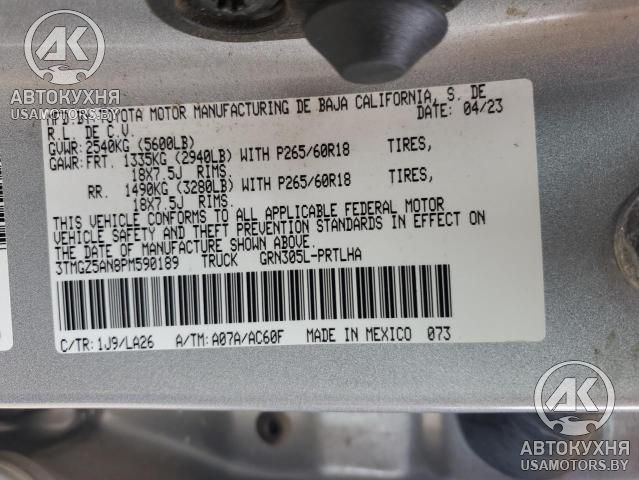 AK
АВТОКУХНЯ
USAMOTORS.BY
MFD.BY:TOYOTA MOTOR MANUFACTURING DE BAJA CALIFORNIA, S. DE
R.L. DE C.V. DATE: 04/23
GVWR:2540KG (5600LB)
GAWR:FRT. 1335KG (2940LB) WITH P265/60R18 TIRES,
18X7.5J RIMS.
RR. 1490KG (3280LB) WITH P265/60R18 TIRES,
18X7.5J RIMS.
THIS VEHICLE CONFORMS TO ALL APPLICABLE FEDERAL MOTOR
VEHICLE SAFETY AND THEFT PREVENTION STANDARDS IN EFFECT ON
THE DATE OF MANUFACTURE SHOWN ABOVE.
3TMGZ5AN8PM590189 TRUCK GRN305L-PRTLHA
C/TR: 1J9/LA26 A/TM: A07A/AC60F MADE IN MEXICO 073
AK
АВТОКУХНЯ
USAMOTORS.BY